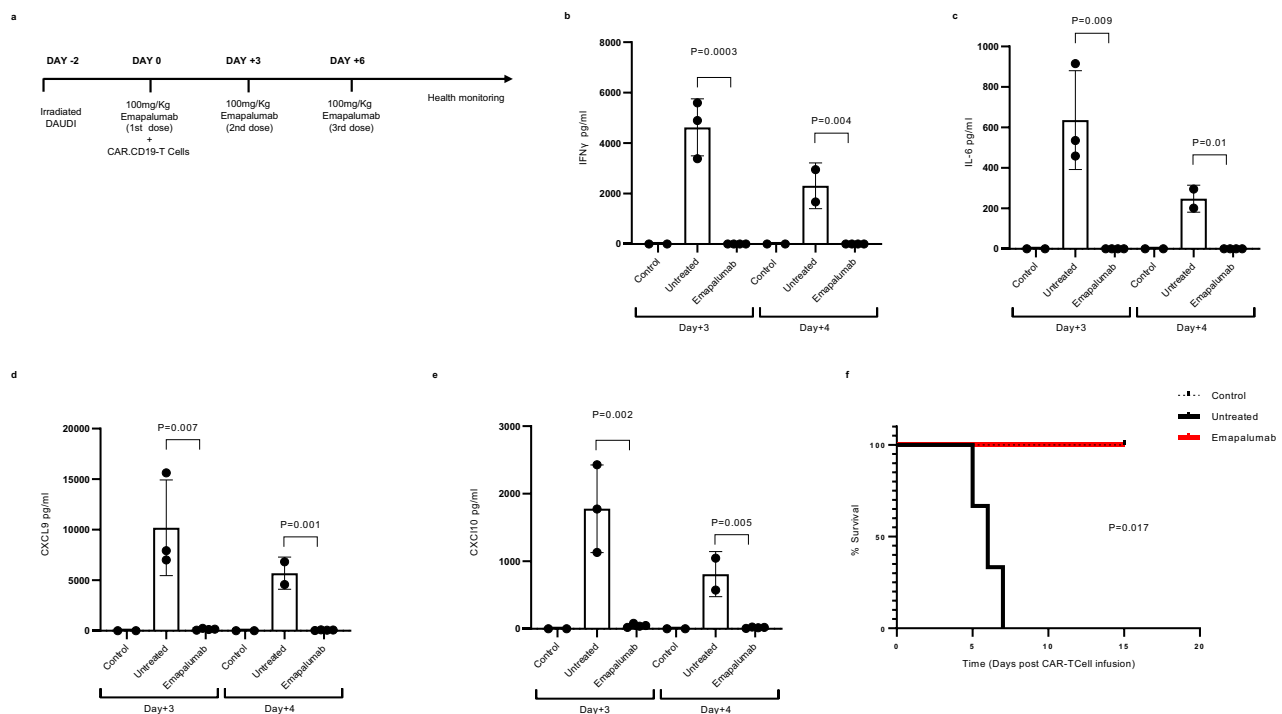 a
DAY -2
DAY 0
DAY +3
DAY +6
Irradiated
DAUDI
100mg/Kg
Emapalumab
(1st dose)
+
CAR.CD19-T Cells
100mg/Kg
Emapalumab
(2nd dose)
100mg/Kg
Emapalumab
(3rd dose)
Health monitoring
b
IFNγ pg/ml
8000
6000
4000
2000
0
P=0.0003
P=0.004
Control
Untreated
Emapalumab
Control
Untreated
Emapalumab
Day+3
Day+4
c
IL-6 pg/ml
1000
800
600
400
200
0
P=0.009
P=0.01
Control
Untreated
Emapalumab
Control
Untreated
Emapalumab
Day+3
Day+4
d
CXCL9 pg/ml
20000
15000
10000
5000
0
P=0.007
P=0.001
Control
Untreated
Emapalumab
Control
Untreated
Emapalumab
Day+3
Day+4
e
CXCl10 pg/ml
3000
2000
1000
0
P=0.002
P=0.005
Control
Untreated
Emapalumab
Control
Untreated
Emapalumab
Day+3
Day+4
f
Control
Untreated
Emapalumab
% Survival
100
50
0
P=0.017
0
5
10
15
20
Time (Days post CAR-TCell infusion)